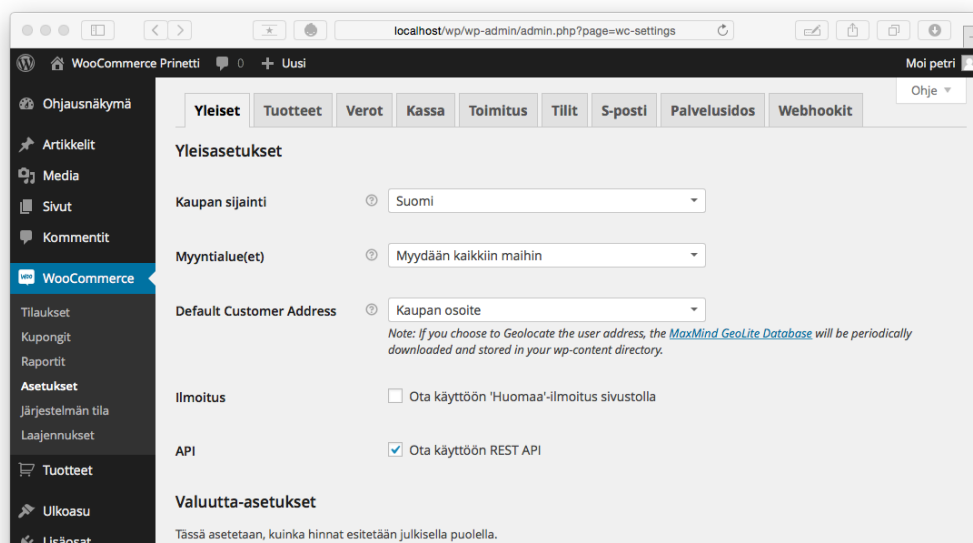 localhost/wp/wp-admin/admin.php?page=wc-settings
WooCommerce Prinetti 0 + Uusi Moi petri
Ohje
Ohjausnäkymä
Artikkelit
Media
Sivut
Kommentit
WooCommerce
Tilaukset
Kupongit
Raportit
Asetukset
Järjestelmän tila
Laajennukset
Tuotteet
Ulkoasu
Lisäosat
Yleiset Tuotteet Verot Kassa Toimitus Tilit S-posti Palvelusidos Webhookit
Yleisasetukset
Kaupan sijainti ? Suomi
Myyntialue(et) ? Myydään kaikkiin maihin
Default Customer Address ? Kaupan osoite
Note: If you choose to Geolocate the user address, the MaxMind GeoLite Database will be periodically
downloaded and stored in your wp-content directory.
Ilmoitus Ota käyttöön 'Huomaa'-ilmoitus sivustolla
API Ota käyttöön REST API
Valuutta-asetukset
Tässä asetetaan, kuinka hinnat esitetään julkisella puolella.